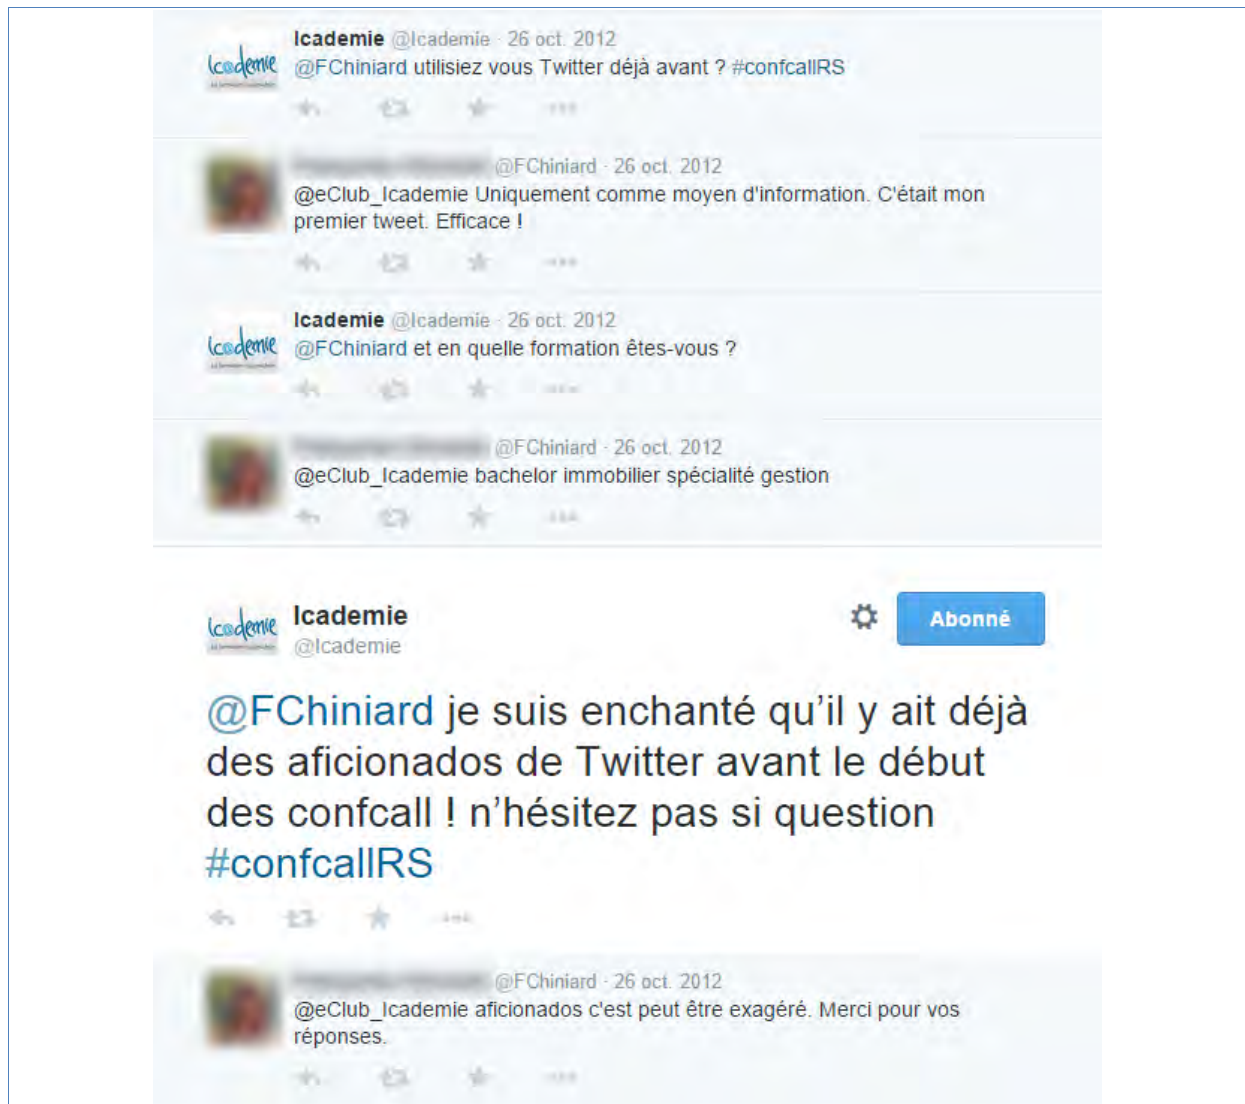 Icademie @Icademie · 26 oct. 2012
Icademie @FChiniard utilisiez vous Twitter déjà avant ? #confcallRS
@FChiniard · 26 oct. 2012
@eClub_Icademie Uniquement comme moyen d'information. C'était mon
premier tweet. Efficace !
Icademie @Icademie · 26 oct. 2012
Icademie @FChiniard et en quelle formation êtes-vous ?
@FChiniard · 26 oct. 2012
@eClub_Icademie bachelor immobilier spécialité gestion
Icademie Icademie
@Icademie
Abonné
@FChiniard je suis enchanté qu'il y ait déjà
des aficionados de Twitter avant le début
des confcall ! n'hésitez pas si question
#confcallRS
@FChiniard · 26 oct. 2012
@eClub_Icademie aficionados c'est peut être exagéré. Merci pour vos
réponses.